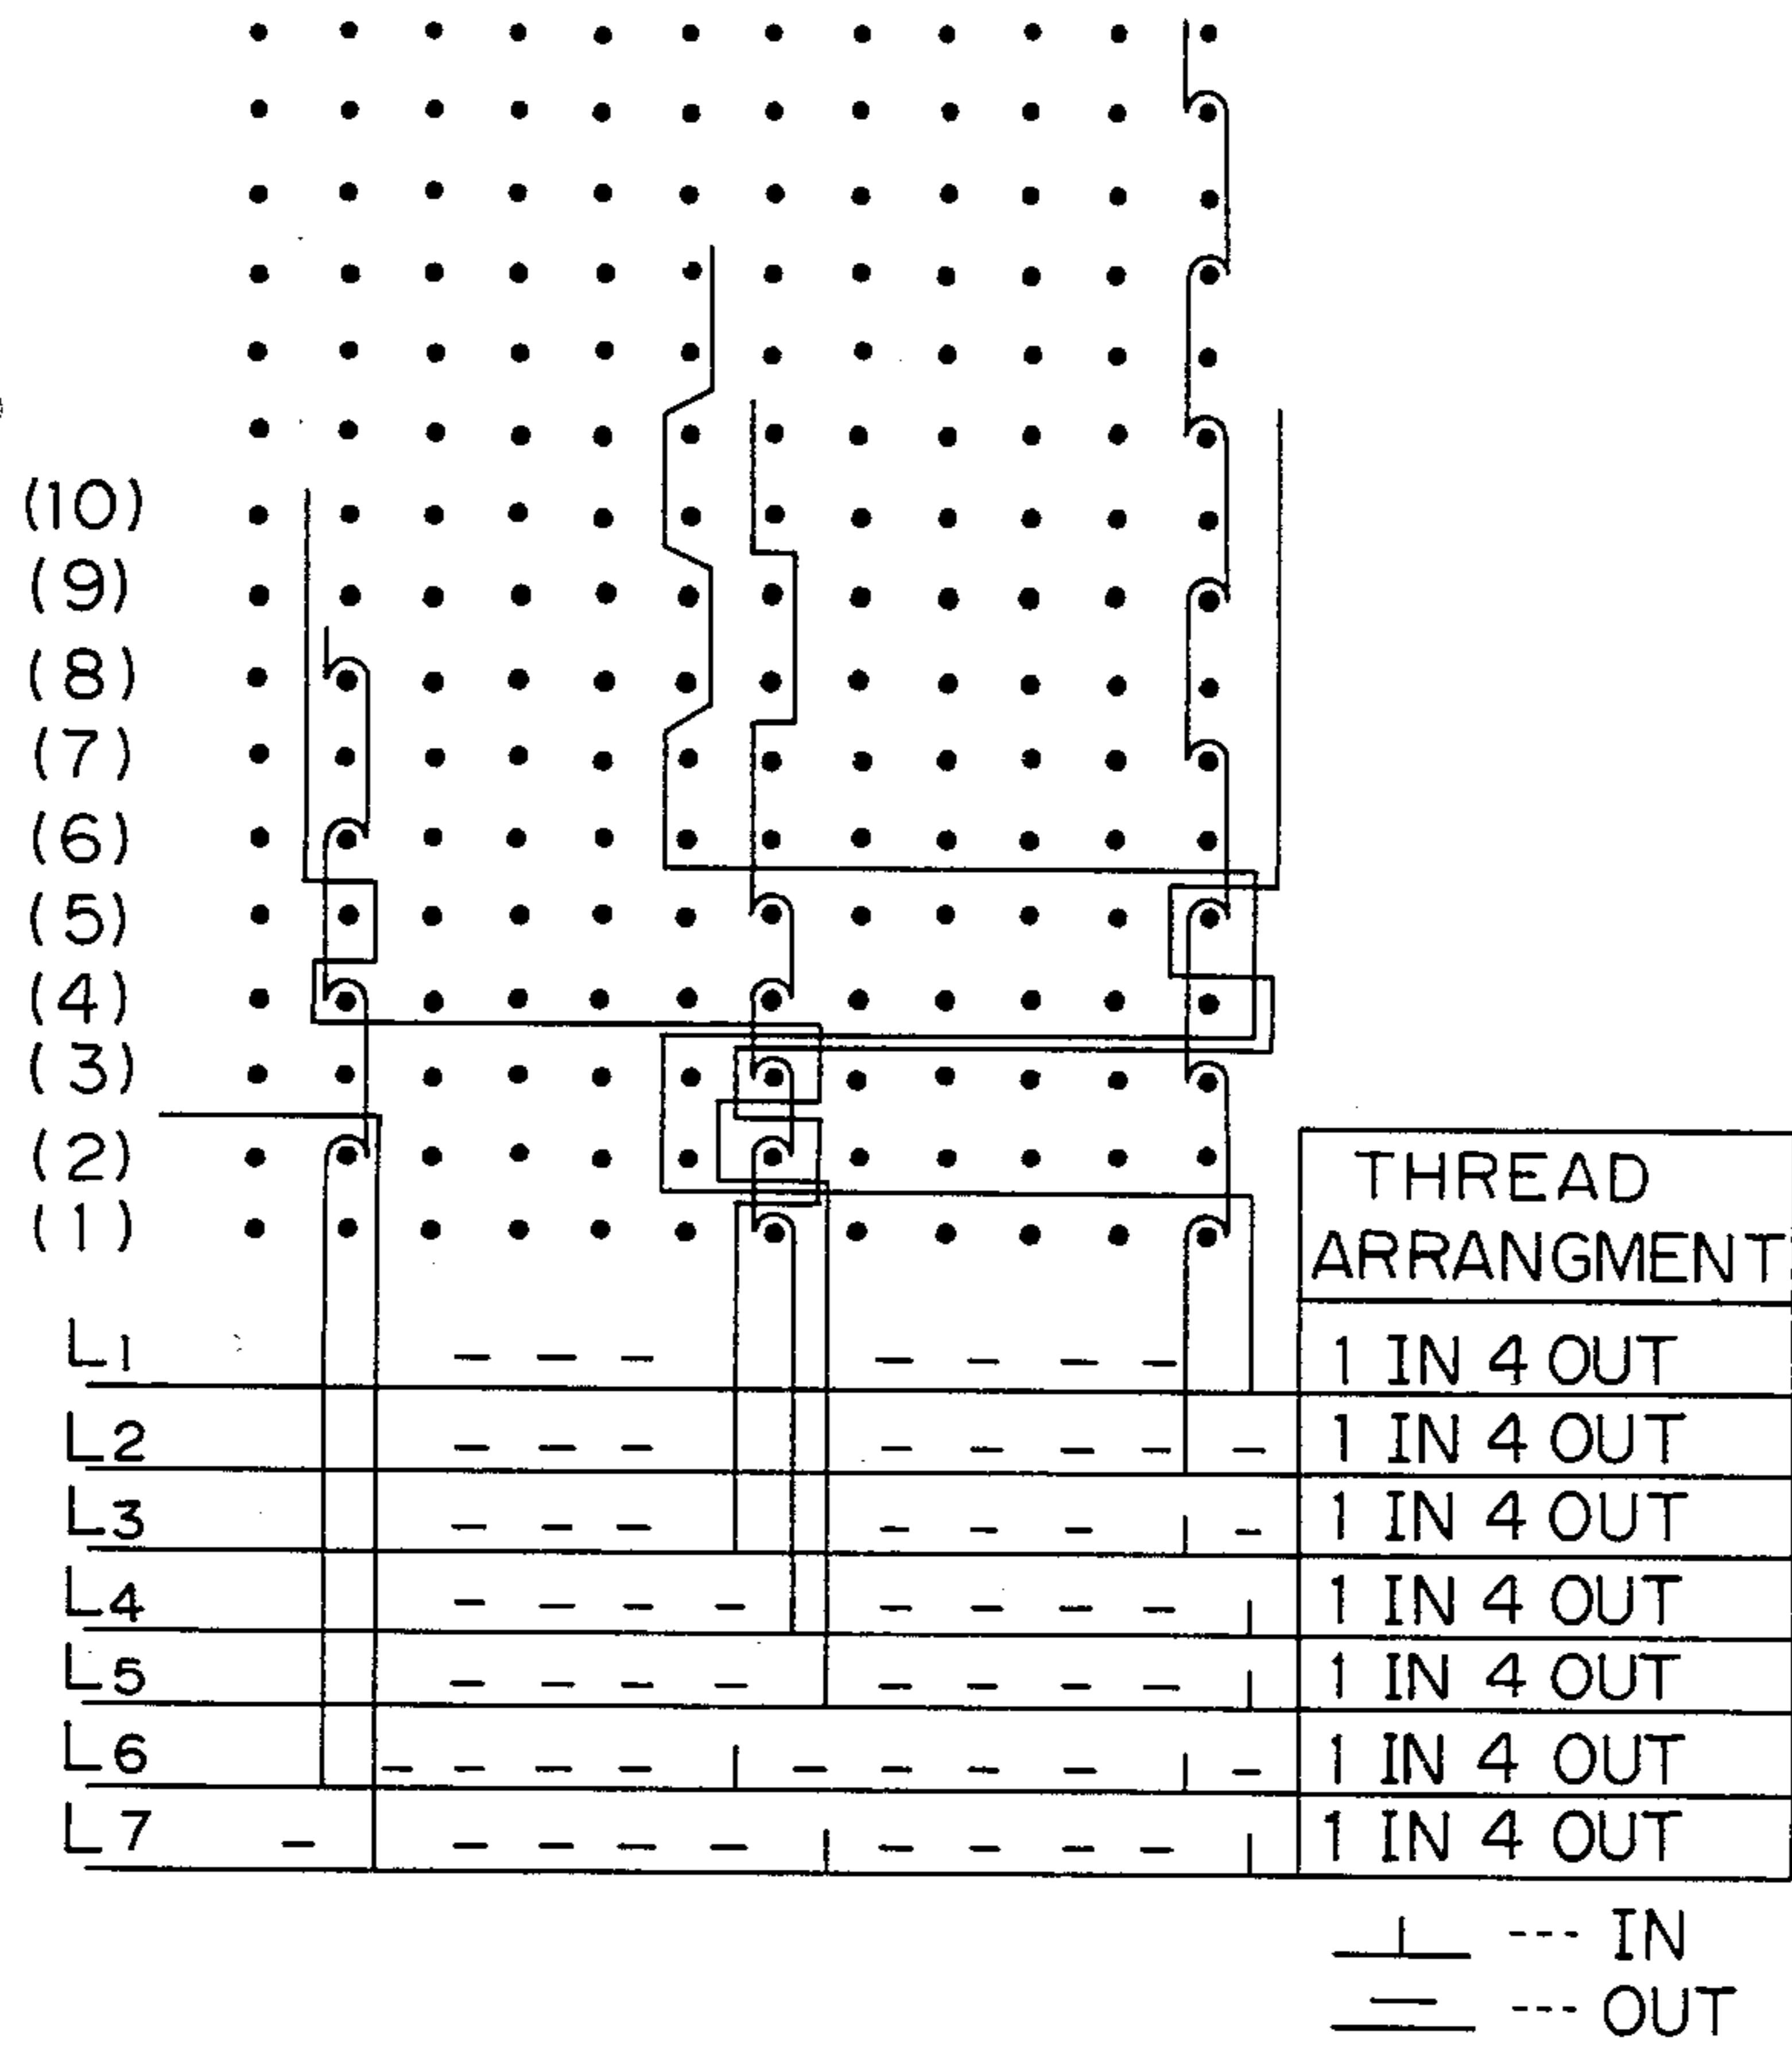 (10)
(9)
(8)
(7)
(6)
(5)
(4)
(3)
(2)
(1)
THREAD
ARRANGMENT
L1 1 IN 4 OUT
L2 1 IN 4 OUT
L3 1 IN 4 OUT
L4 1 IN 4 OUT
L5 1 IN 4 OUT
L6 1 IN 4 OUT
L7 1 IN 4 OUT
--- IN
--- OUT